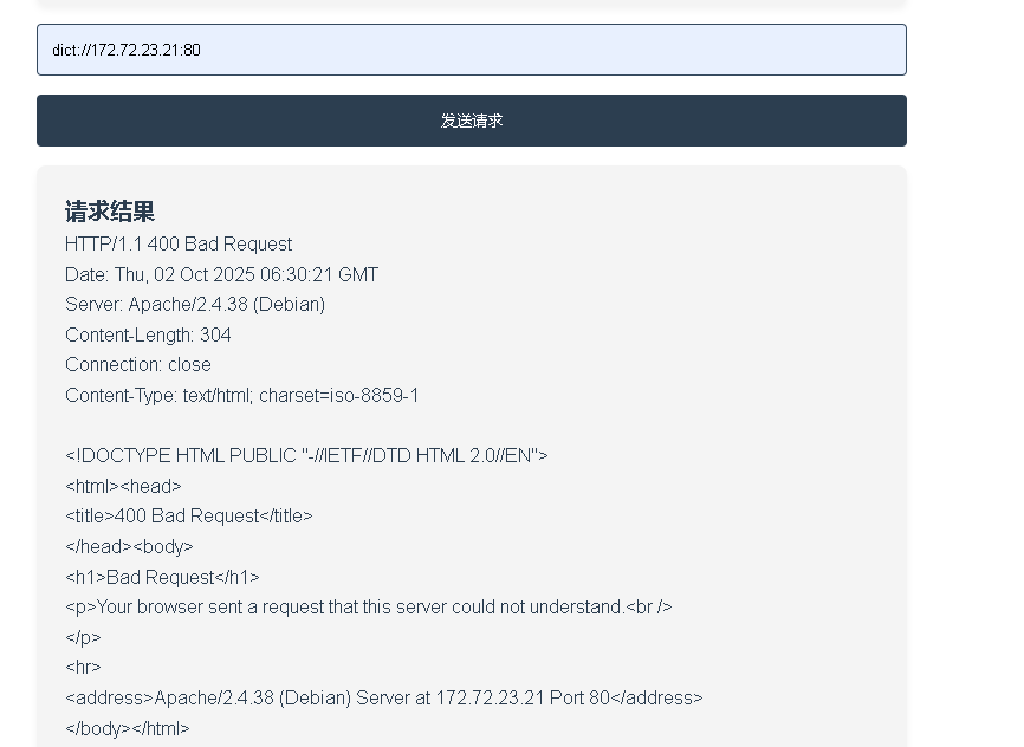 dict://172.72.23.21:80
发送请求
请求结果
HTTP/1.1 400 Bad Request
Date: Thu, 02 Oct 2025 06:30:21 GMT
Server: Apache/2.4.38 (Debian)
Content-Length: 304
Connection: close
Content-Type: text/html; charset=iso-8859-1
<!DOCTYPE HTML PUBLIC "-//IETF//DTD HTML 2.0//EN">
<html><head>
<title>400 Bad Request</title>
</head><body>
<h1>Bad Request</h1>
<p>Your browser sent a request that this server could not understand.<br />
</p>
<hr>
<address>Apache/2.4.38 (Debian) Server at 172.72.23.21 Port 80</address>
</body></html>